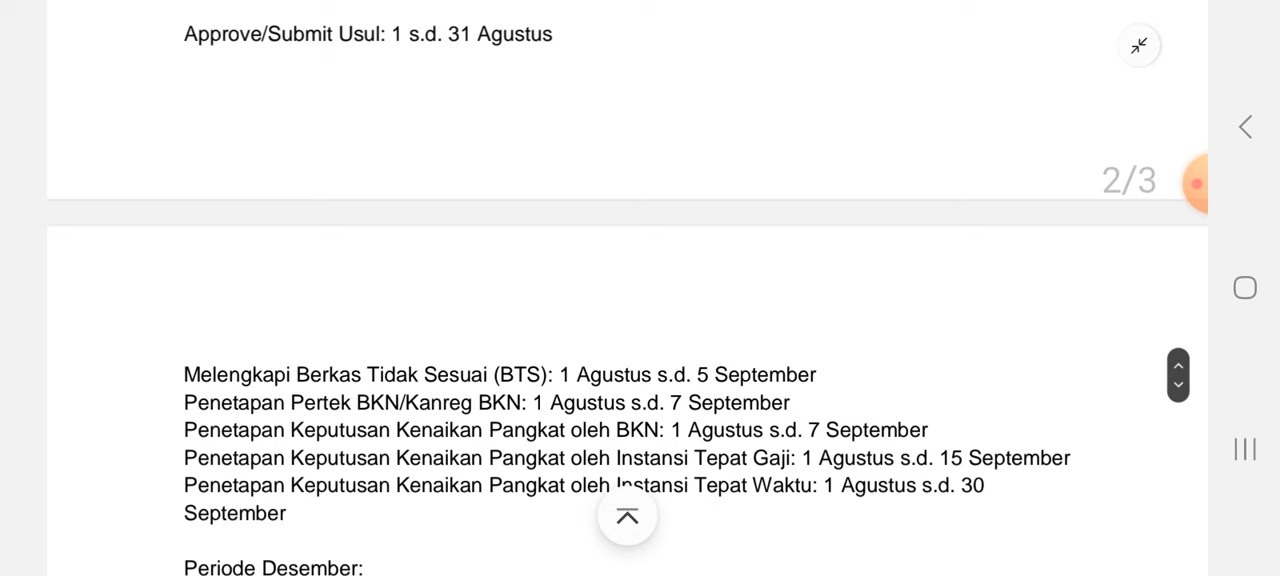 Approve/Submit Usul: 1 s.d. 31 Agustus
2/3
Melengkapi Berkas Tidak Sesuai (BTS): 1 Agustus s.d. 5 September
Penetapan Pertek BKN/Kanreg BKN: 1 Agustus s.d. 7 September
Penetapan Keputusan Kenaikan Pangkat oleh BKN: 1 Agustus s.d. 7 September
Penetapan Keputusan Kenaikan Pangkat oleh Instansi Tepat Gaji: 1 Agustus s.d. 15 September
Penetapan Keputusan Kenaikan Pangkat oleh Instansi Tepat Waktu: 1 Agustus s.d. 30
September
Periode Desember: